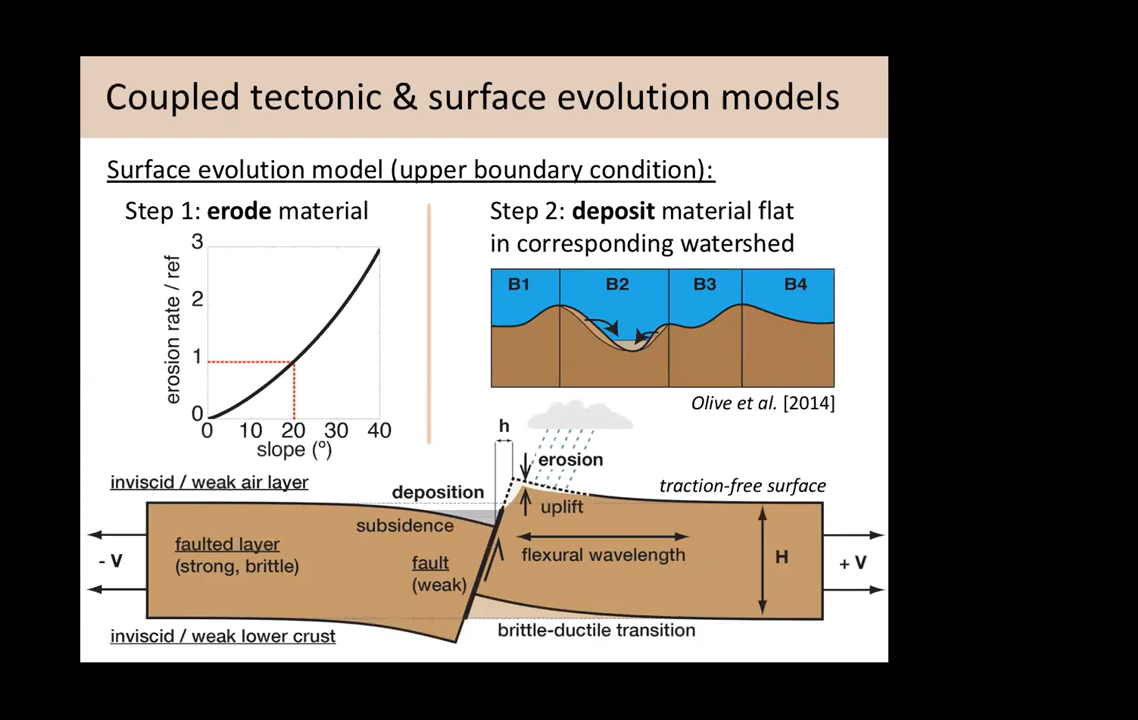 Coupled tectonic & surface evolution models
Surface evolution model (upper boundary condition):
Step 1: erode material
3
2
1
0
erosion rate / ref
0 10 20 30 40
slope (º)
Step 2: deposit material flat
in corresponding watershed
B1 B2 B3 B4
Olive et al. [2014]
h
erosion
inviscid / weak air layer
deposition
traction-free surface
subsidence
uplift
faulted layer
(strong, brittle)
fault
(weak)
flexural wavelength
H
- V
+ V
inviscid / weak lower crust
brittle-ductile transition